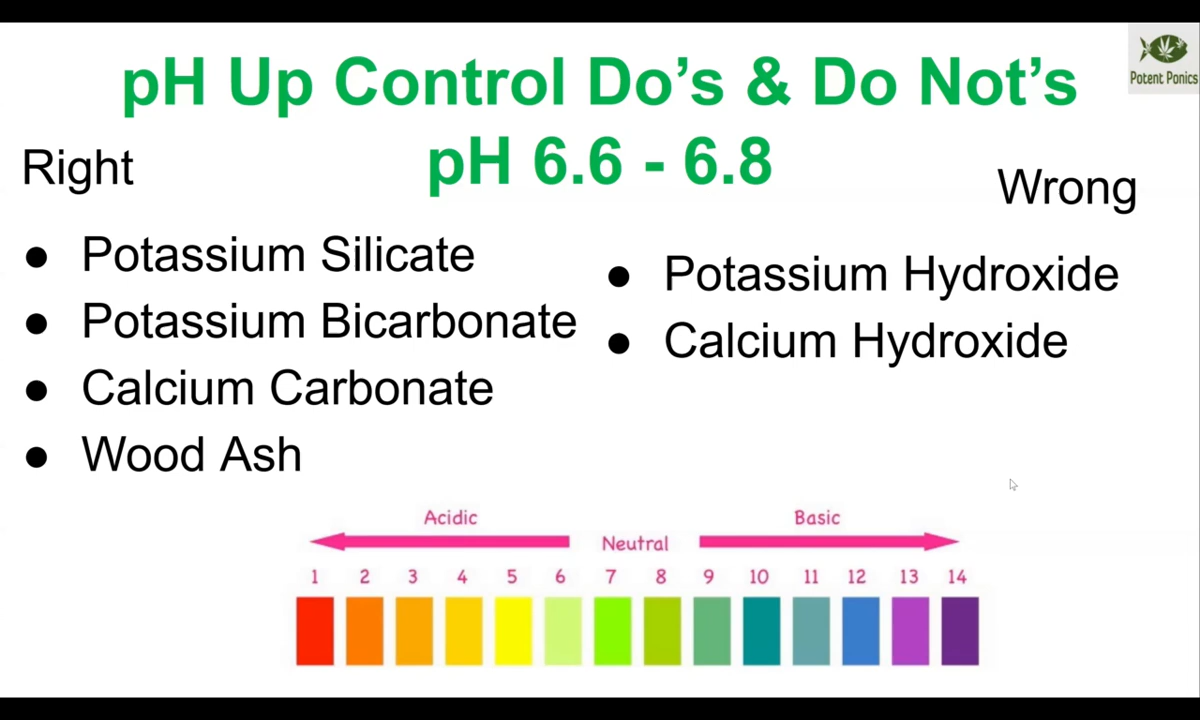 Potent Ponics
pH Up Control Do’s & Do Not’s
pH 6.6 - 6.8
Right
● Potassium Silicate
● Potassium Bicarbonate
● Calcium Carbonate
● Wood Ash
Wrong
● Potassium Hydroxide
● Calcium Hydroxide
Acidic
Neutral
Basic
1 2 3 4 5 6 7 8 9 10 11 12 13 14